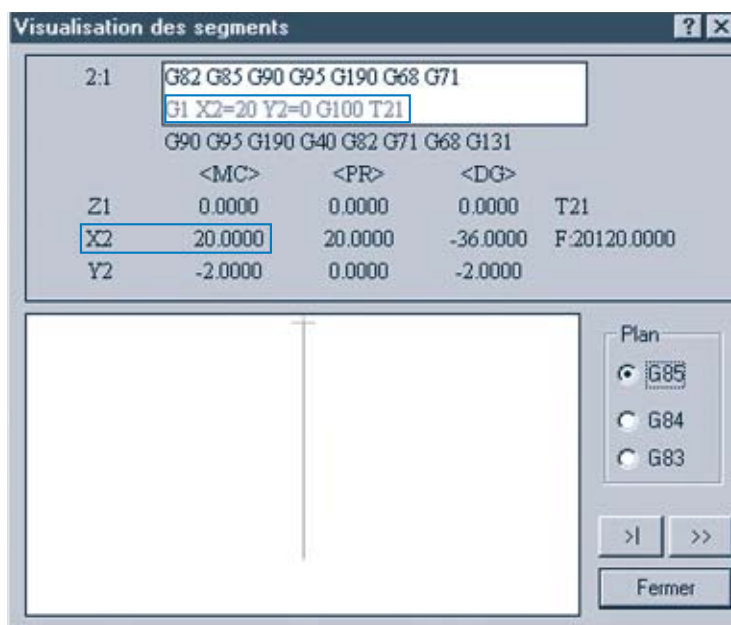 Visualisation des segments ? ×
2:1 G82 G85 G90 G95 G190 G68 G71
G1 X2=20 Y2=0 G100 T21
G90 G95 G190 G40 G82 G71 G68 G131
<MC> <PR> <DG>
Z1 0.0000 0.0000 0.0000 T21
X2 20.0000 20.0000 -36.0000 F:20120.0000
Y2 -2.0000 0.0000 -2.0000
Plan
G85
G84
G83
>| >>
Fermer